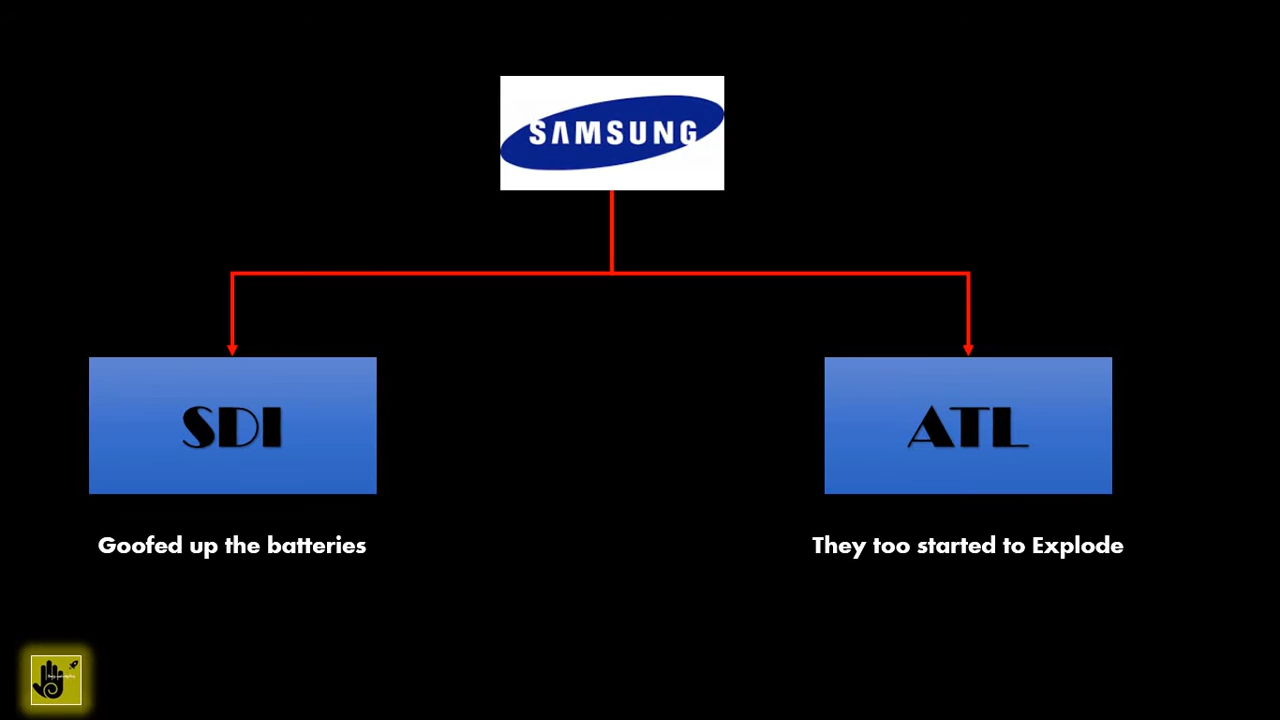 SAMSUNG
SDI
ATL
Goofed up the batteries
They too started to Explode